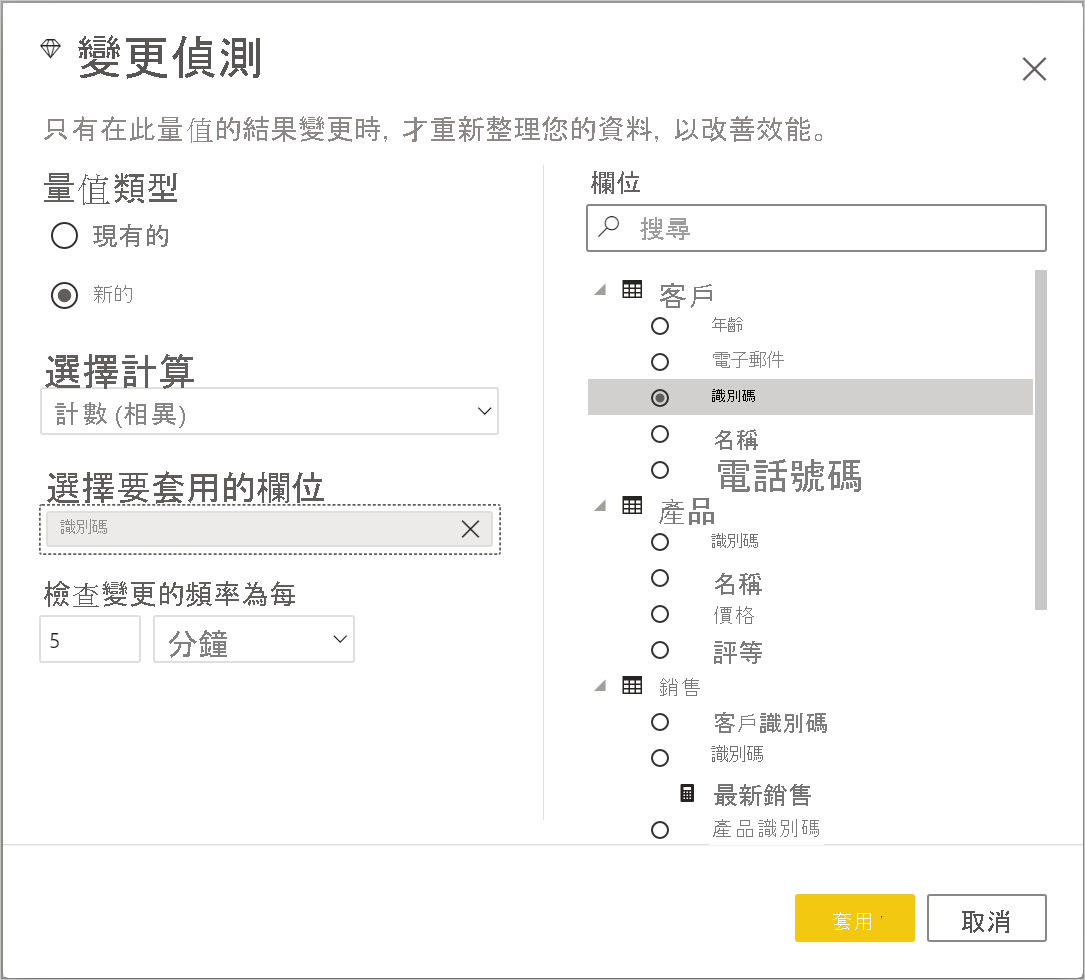 變更偵測
只有在此量值的結果變更時, 才重新整理您的資料, 以改善效能。
量值類型
現有的
新的
選擇計算
計數 (相異)
選擇要套用的欄位
識別碼
檢查變更的頻率為每
5 分鐘
欄位
搜尋
客戶
年齡
電子郵件
識別碼
名稱
電話號碼
產品
識別碼
名稱
價格
評等
銷售
客戶識別碼
識別碼
最新銷售
產品識別碼
套用
取消